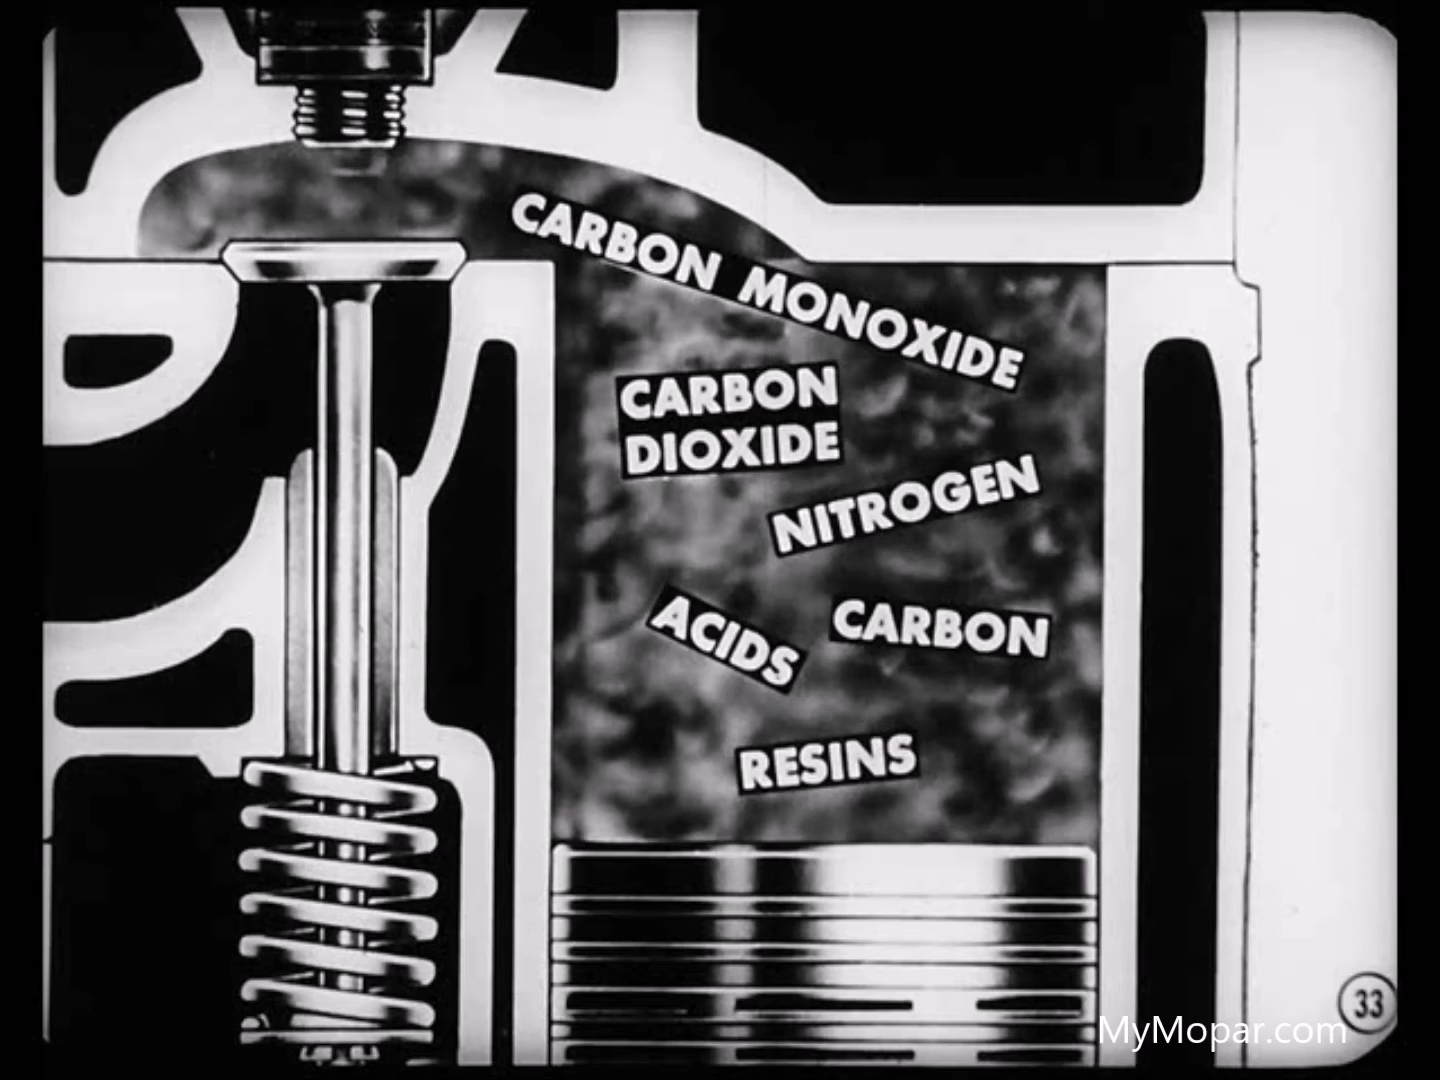 CARBON MONOXIDE
CARBON
DIOXIDE
NITROGEN
ACIDS
CARBON
RESINS
33
MyMopar.com